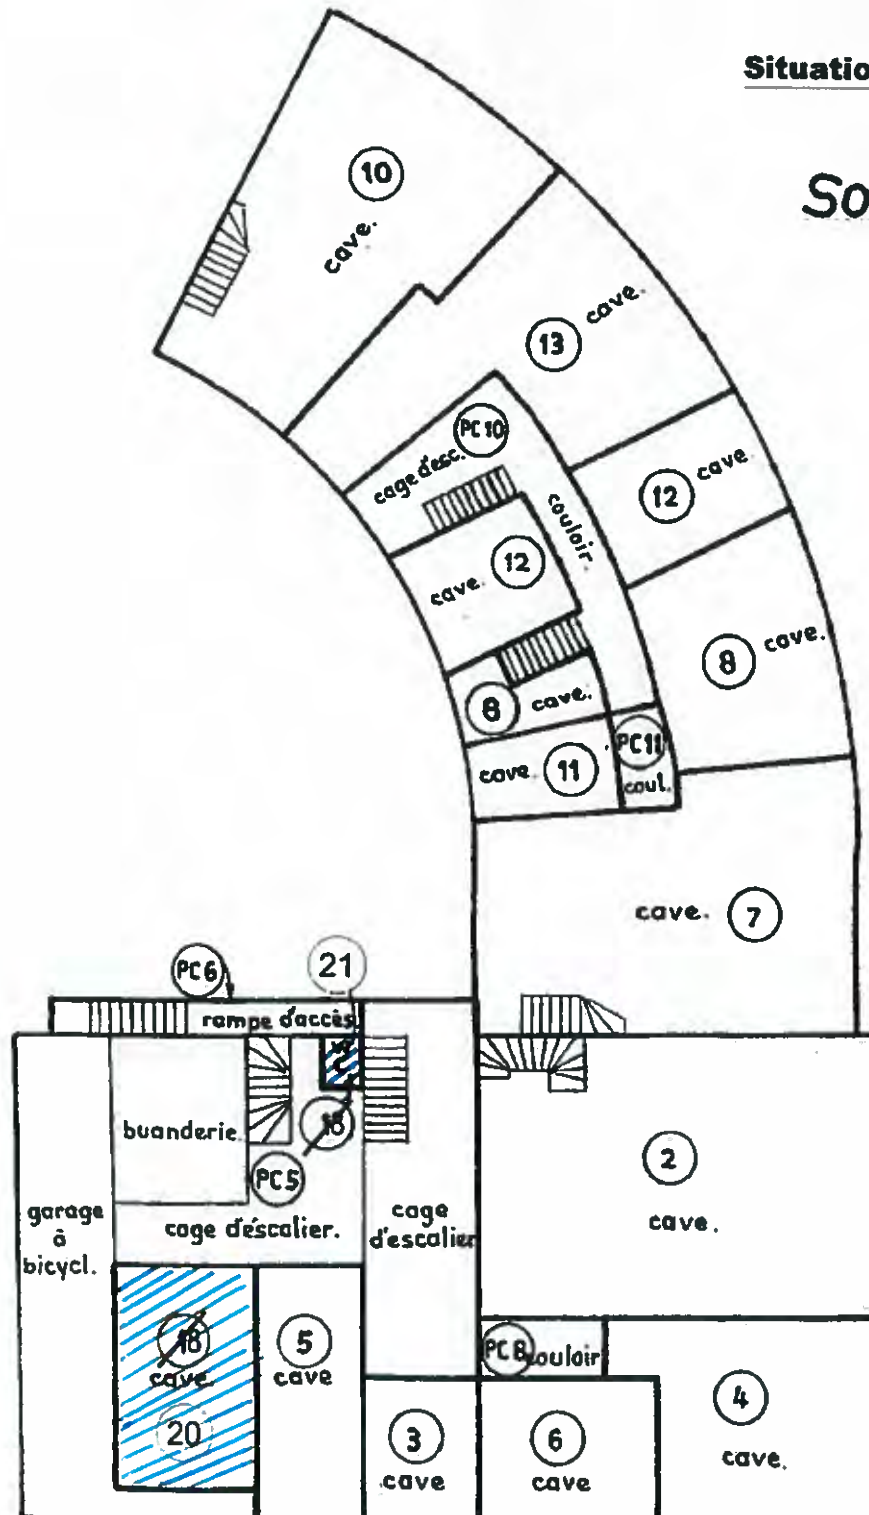 Situatio
So
10
cave.
13
cave.
PC10
cage d'esc.
couloir.
12
cave
12
cave.
8
cave.
8
cave.
11
cave.
PC11
coul.
cave.
7
PC6
21
rampe d'accès.
W
C
18
buanderie.
PC5
cage d'éscalier.
cage
d'escalier
garage
à
bicycl.
2
cave.
18
cave.
20
5
cave
PC8
couloir
3
cave
6
cave
4
cave.